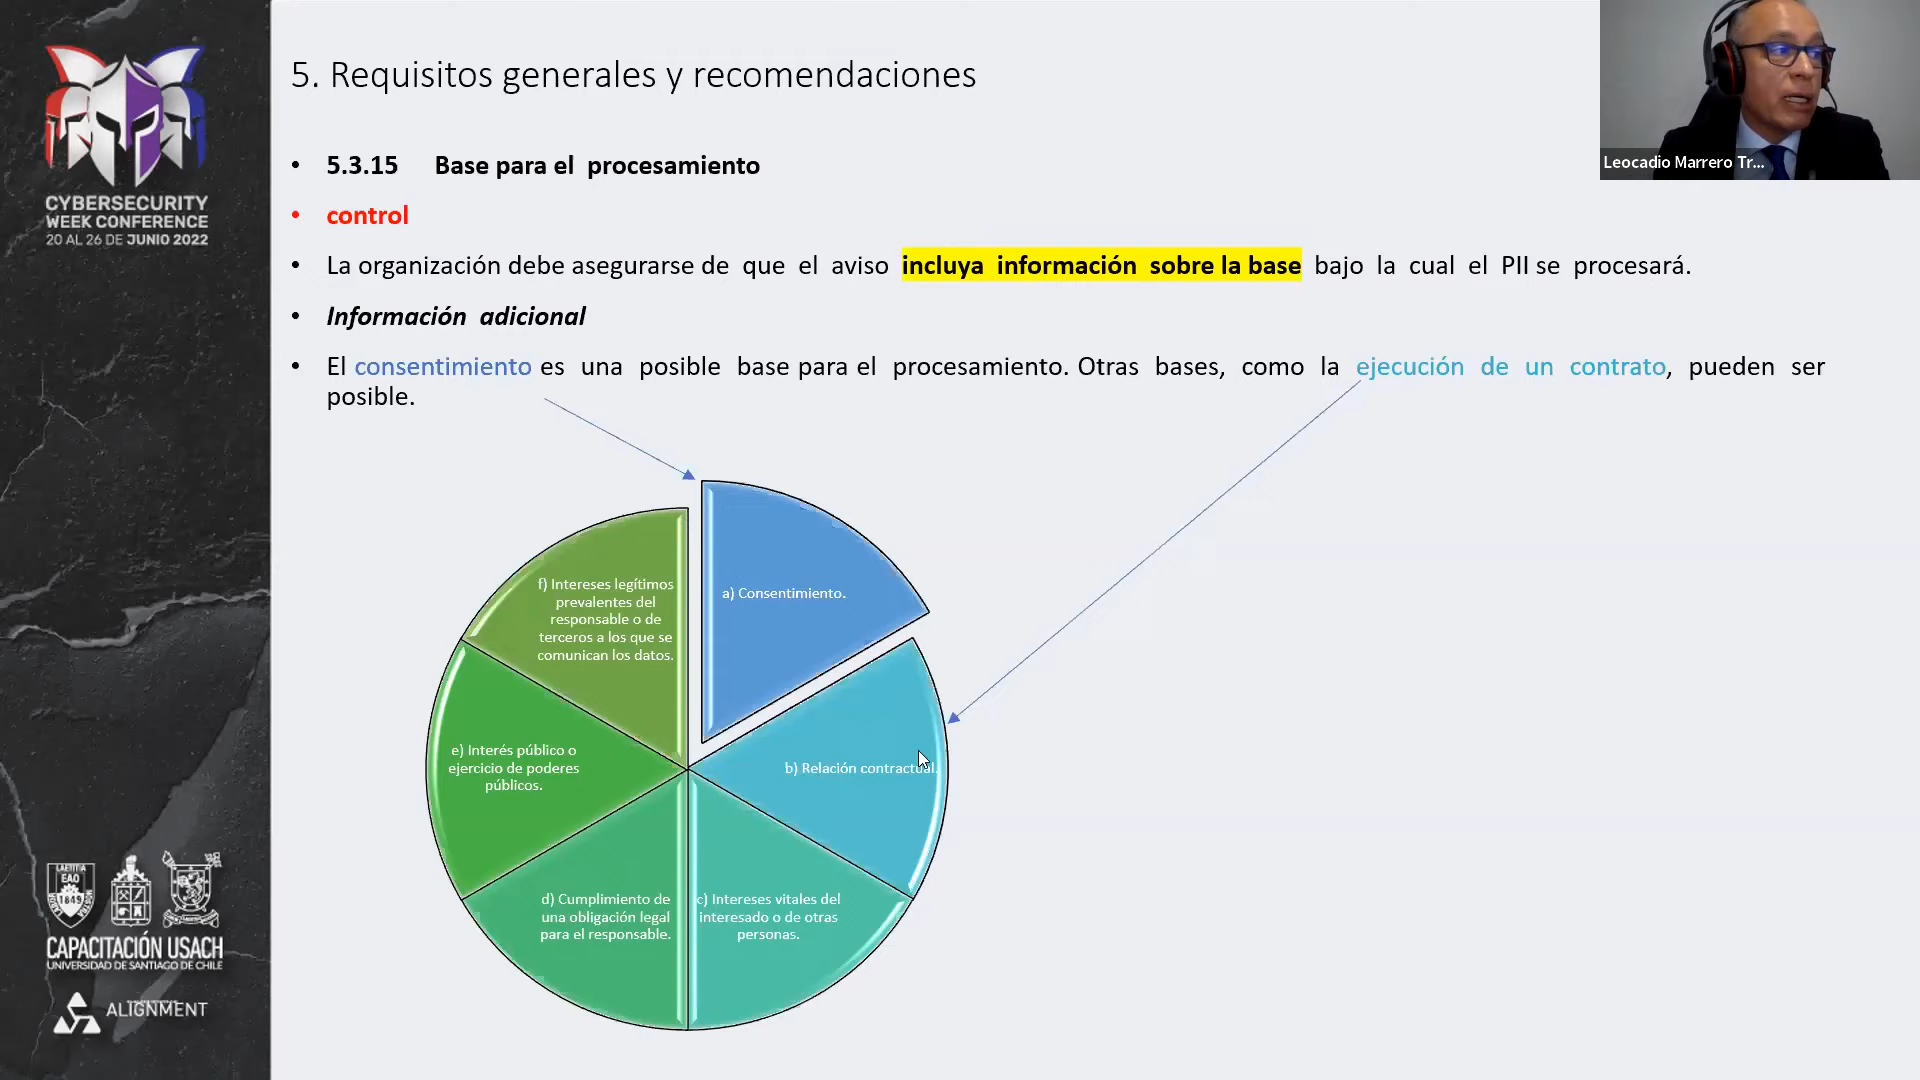 5. Requisitos generales y recomendaciones
• 5.3.15 Base para el procesamiento
• control
• La organización debe asegurarse de que el aviso incluya información sobre la base bajo la cual el PII se procesará.
• Información adicional
• El consentimiento es una posible base para el procesamiento. Otras bases, como la ejecución de un contrato, pueden ser
posible.
a) Consentimiento.
b) Relación contractual.
c) Intereses vitales del
interesado o de otras
personas.
d) Cumplimiento de
una obligación legal
para el responsable.
e) Interés público o
ejercicio de poderes
públicos.
f) Intereses legítimos
prevalentes del
responsable o de
terceros a los que se
comunican los datos.
Leocadio Marrero Tr...
CYBERSECURITY
WEEK CONFERENCE
20 AL 26 DE JUNIO 2022
LAETITIA
EAO
1849
CAPACITACIÓN USACH
UNIVERSIDAD DE SANTIAGO DE CHILE
ALIGNMENT